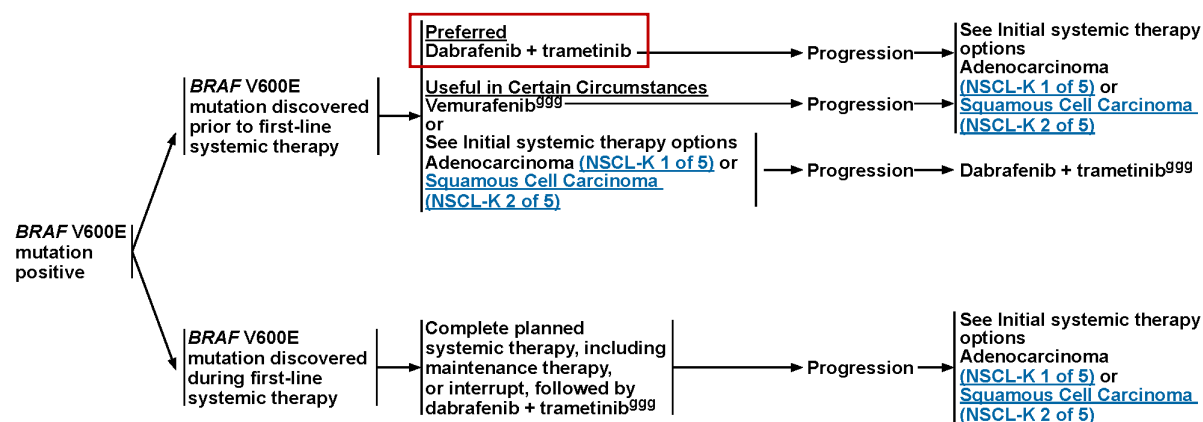 BRAF V600E
mutation
positive
BRAF V600E
mutation discovered
prior to first-line
systemic therapy
Preferred
Dabrafenib + trametinib
Useful in Certain Circumstances
Vemurafenibggg
or
See Initial systemic therapy options
Adenocarcinoma (NSCL-K 1 of 5) or
Squamous Cell Carcinoma
(NSCL-K 2 of 5)
Progression
Progression
See Initial systemic therapy
options
Adenocarcinoma
(NSCL-K 1 of 5) or
Squamous Cell Carcinoma
(NSCL-K 2 of 5)
Progression
Dabrafenib + trametinibggg
BRAF V600E
mutation discovered
during first-line
systemic therapy
Complete planned
systemic therapy, including
maintenance therapy,
or interrupt, followed by
dabrafenib + trametinibggg
Progression
See Initial systemic therapy
options
Adenocarcinoma
(NSCL-K 1 of 5) or
Squamous Cell Carcinoma
(NSCL-K 2 of 5)